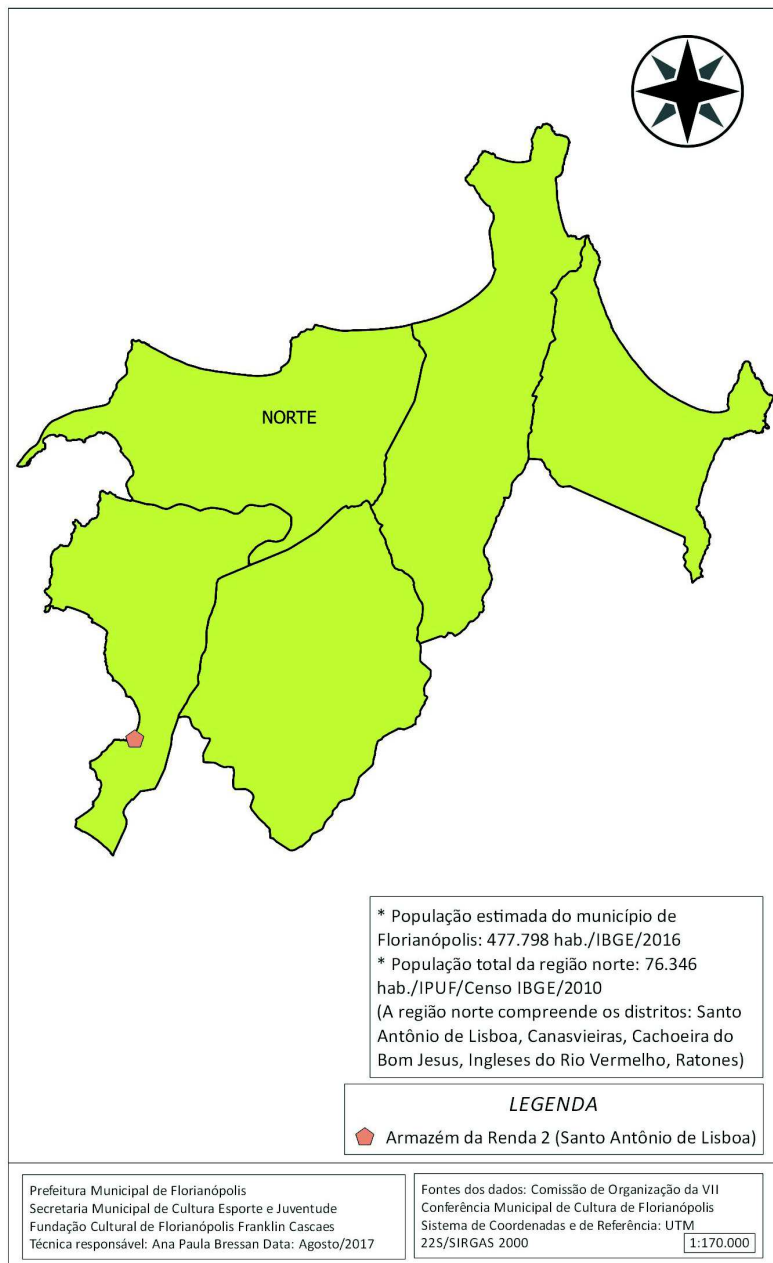 NORTE
* População estimada do município de
Florianópolis: 477.798 hab./IBGE/2016
* População total da região norte: 76.346
hab./IPUF/Censo IBGE/2010
(A região norte compreende os distritos: Santo
Antônio de Lisboa, Canasvieiras, Cachoeira do
Bom Jesus, Ingleses do Rio Vermelho, Ratones)
LEGENDA
Armazém da Renda 2 (Santo Antônio de Lisboa)
Prefeitura Municipal de Florianópolis
Secretaria Municipal de Cultura Esporte e Juventude
Fundação Cultural de Florianópolis Franklin Cascaes
Técnica responsável: Ana Paula Bressan Data: Agosto/2017
Fontes dos dados: Comissão de Organização da VII
Conferência Municipal de Cultura de Florianópolis
Sistema de Coordenadas e de Referência: UTM
22S/SIRGAS 2000
1:170.000